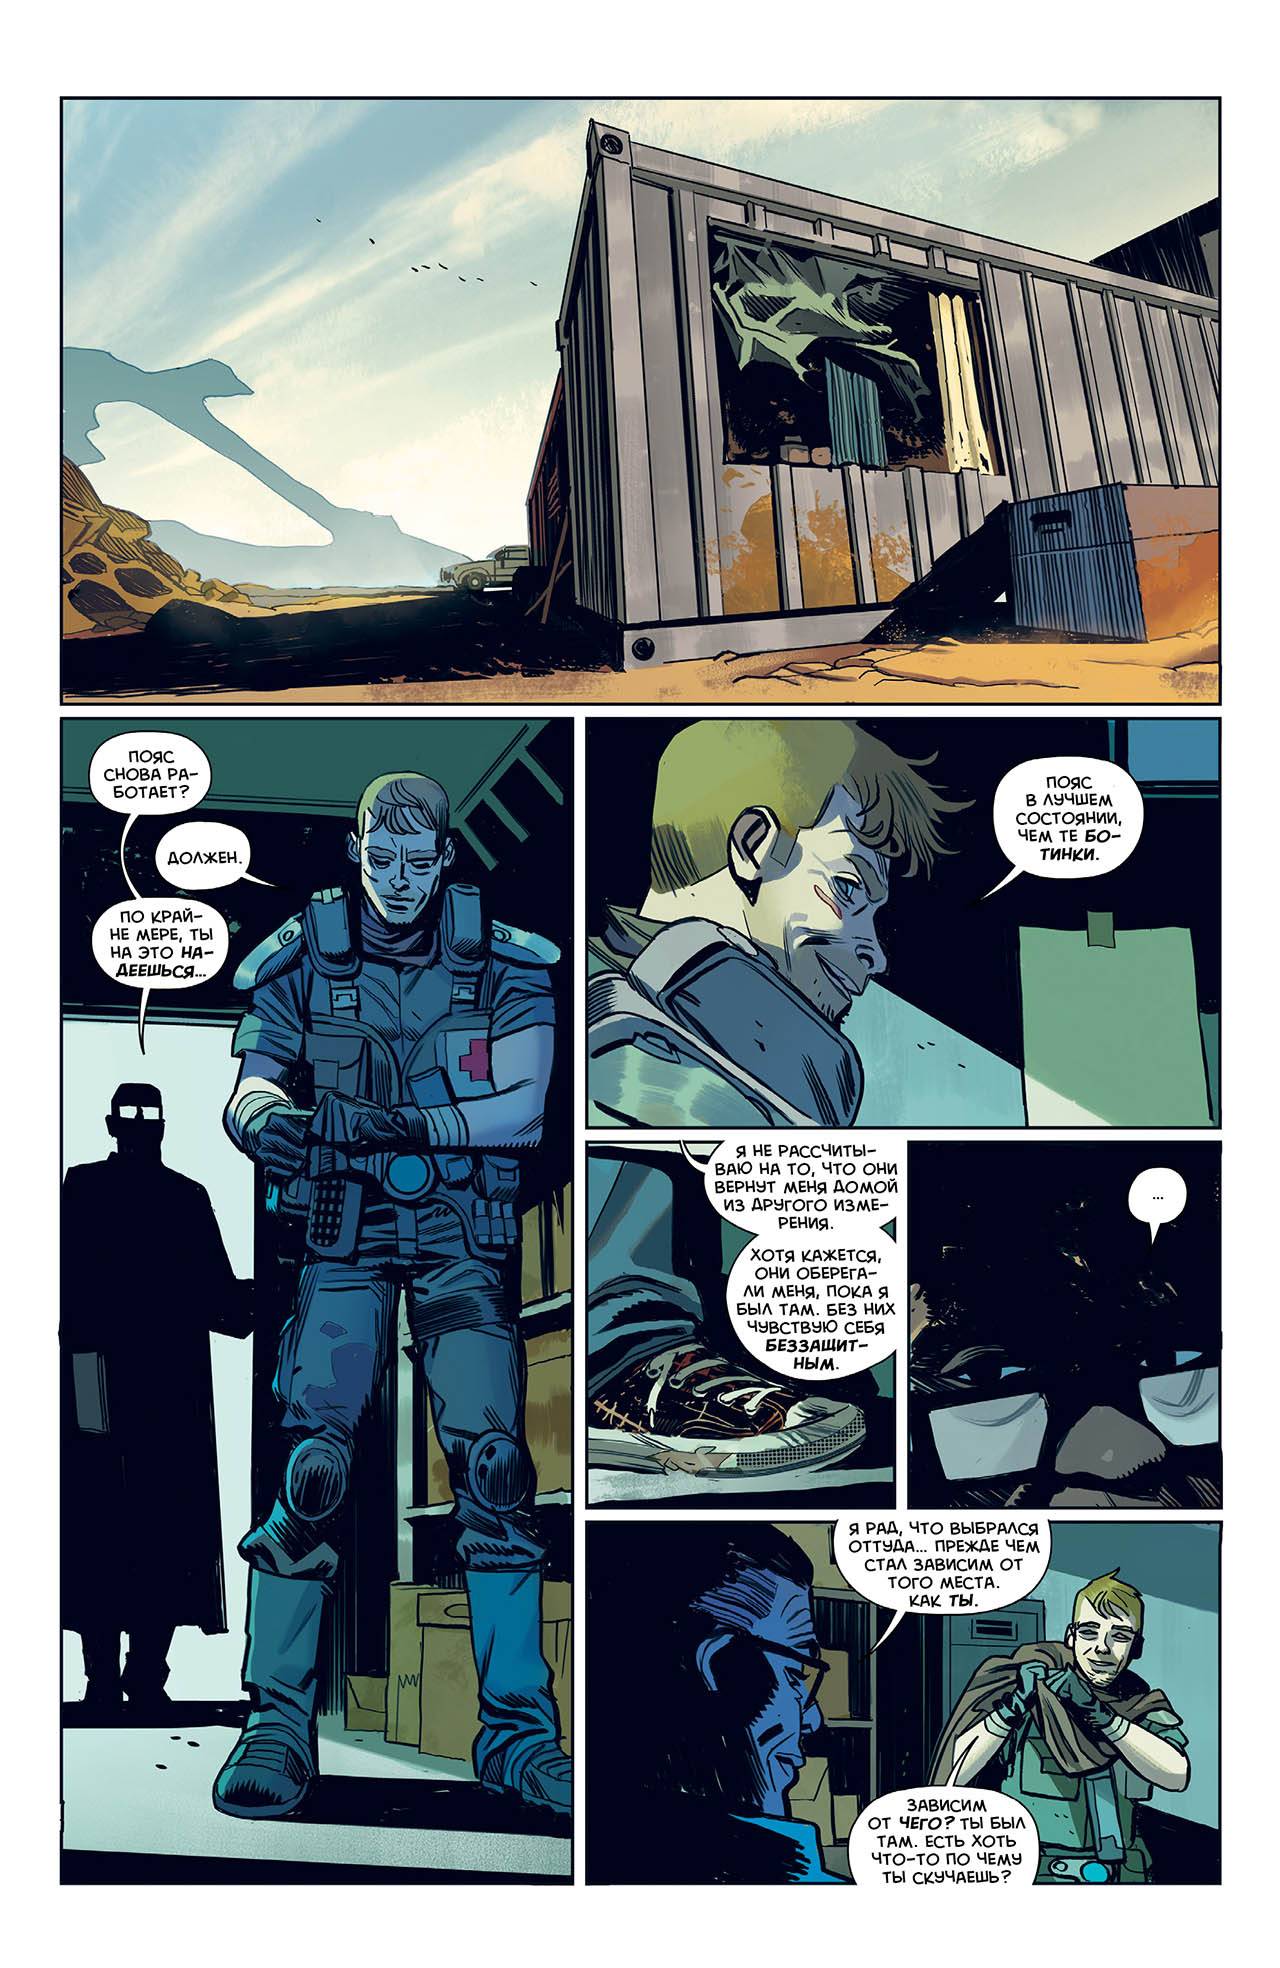 ПОЯС
СНОВА РА-
БОТАЕТ?
ДОЛЖЕН.
ПО КРАЙ-
НЕ МЕРЕ, ТЫ
НА ЭТО НА-
ДЕЕШЬСЯ...
ПОЯС
В ЛУЧШЕМ
СОСТОЯНИИ,
ЧЕМ ТЕ БО-
ТИНКИ.
Я НЕ РАССЧИТЫ-
ВАЮ НА ТО, ЧТО ОНИ
ВЕРНУТ МЕНЯ ДОМОЙ
ИЗ ДРУГОГО ИЗМЕ-
РЕНИЯ.
ХОТЯ КАЖЕТСЯ,
ОНИ ОБЕРЕГА-
ЛИ МЕНЯ, ПОКА Я
БЫЛ ТАМ. БЕЗ НИХ
ЧУВСТВУЮ СЕБЯ
БЕЗЗАЩИТ-
НЫМ.
...
Я РАД, ЧТО ВЫБРАЛСЯ
ОТТУДА... ПРЕЖДЕ ЧЕМ
СТАЛ ЗАВИСИМ ОТ
ТОГО МЕСТА.
КАК ТЫ.
ЗАВИСИМ
ОТ ЧЕГО? ТЫ БЫЛ
ТАМ. ЕСТЬ ХОТЬ
ЧТО-ТО ПО ЧЕМУ
ТЫ СКУЧАЕШЬ?